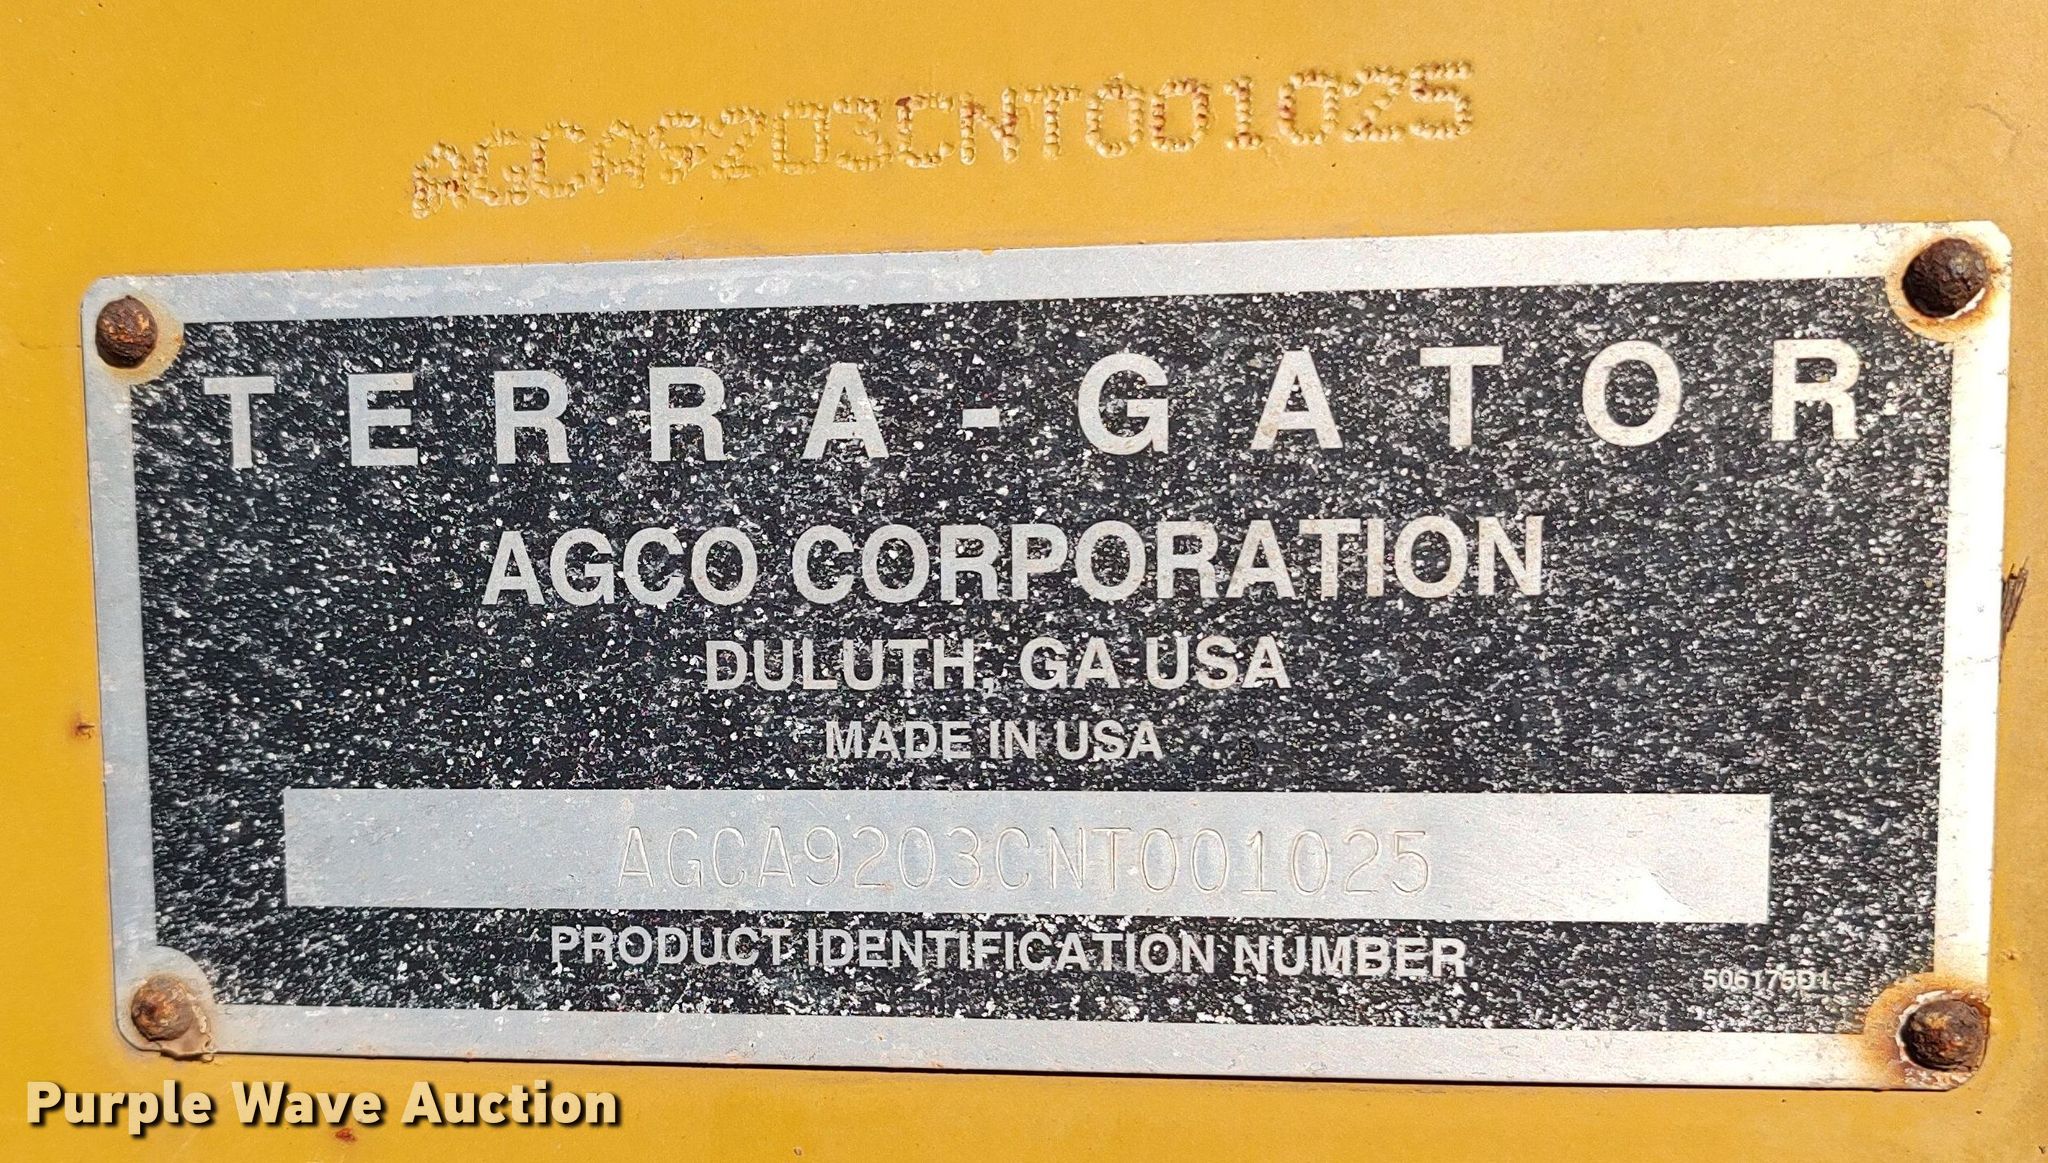 AGCA9203CNT001025
TERRA-GATOR
AGCO CORPORATION
DULUTH, GA USA
MADE IN USA
AGCA9203CNT001025
PRODUCT IDENTIFICATION NUMBER
506175D1
Purple Wave Auction